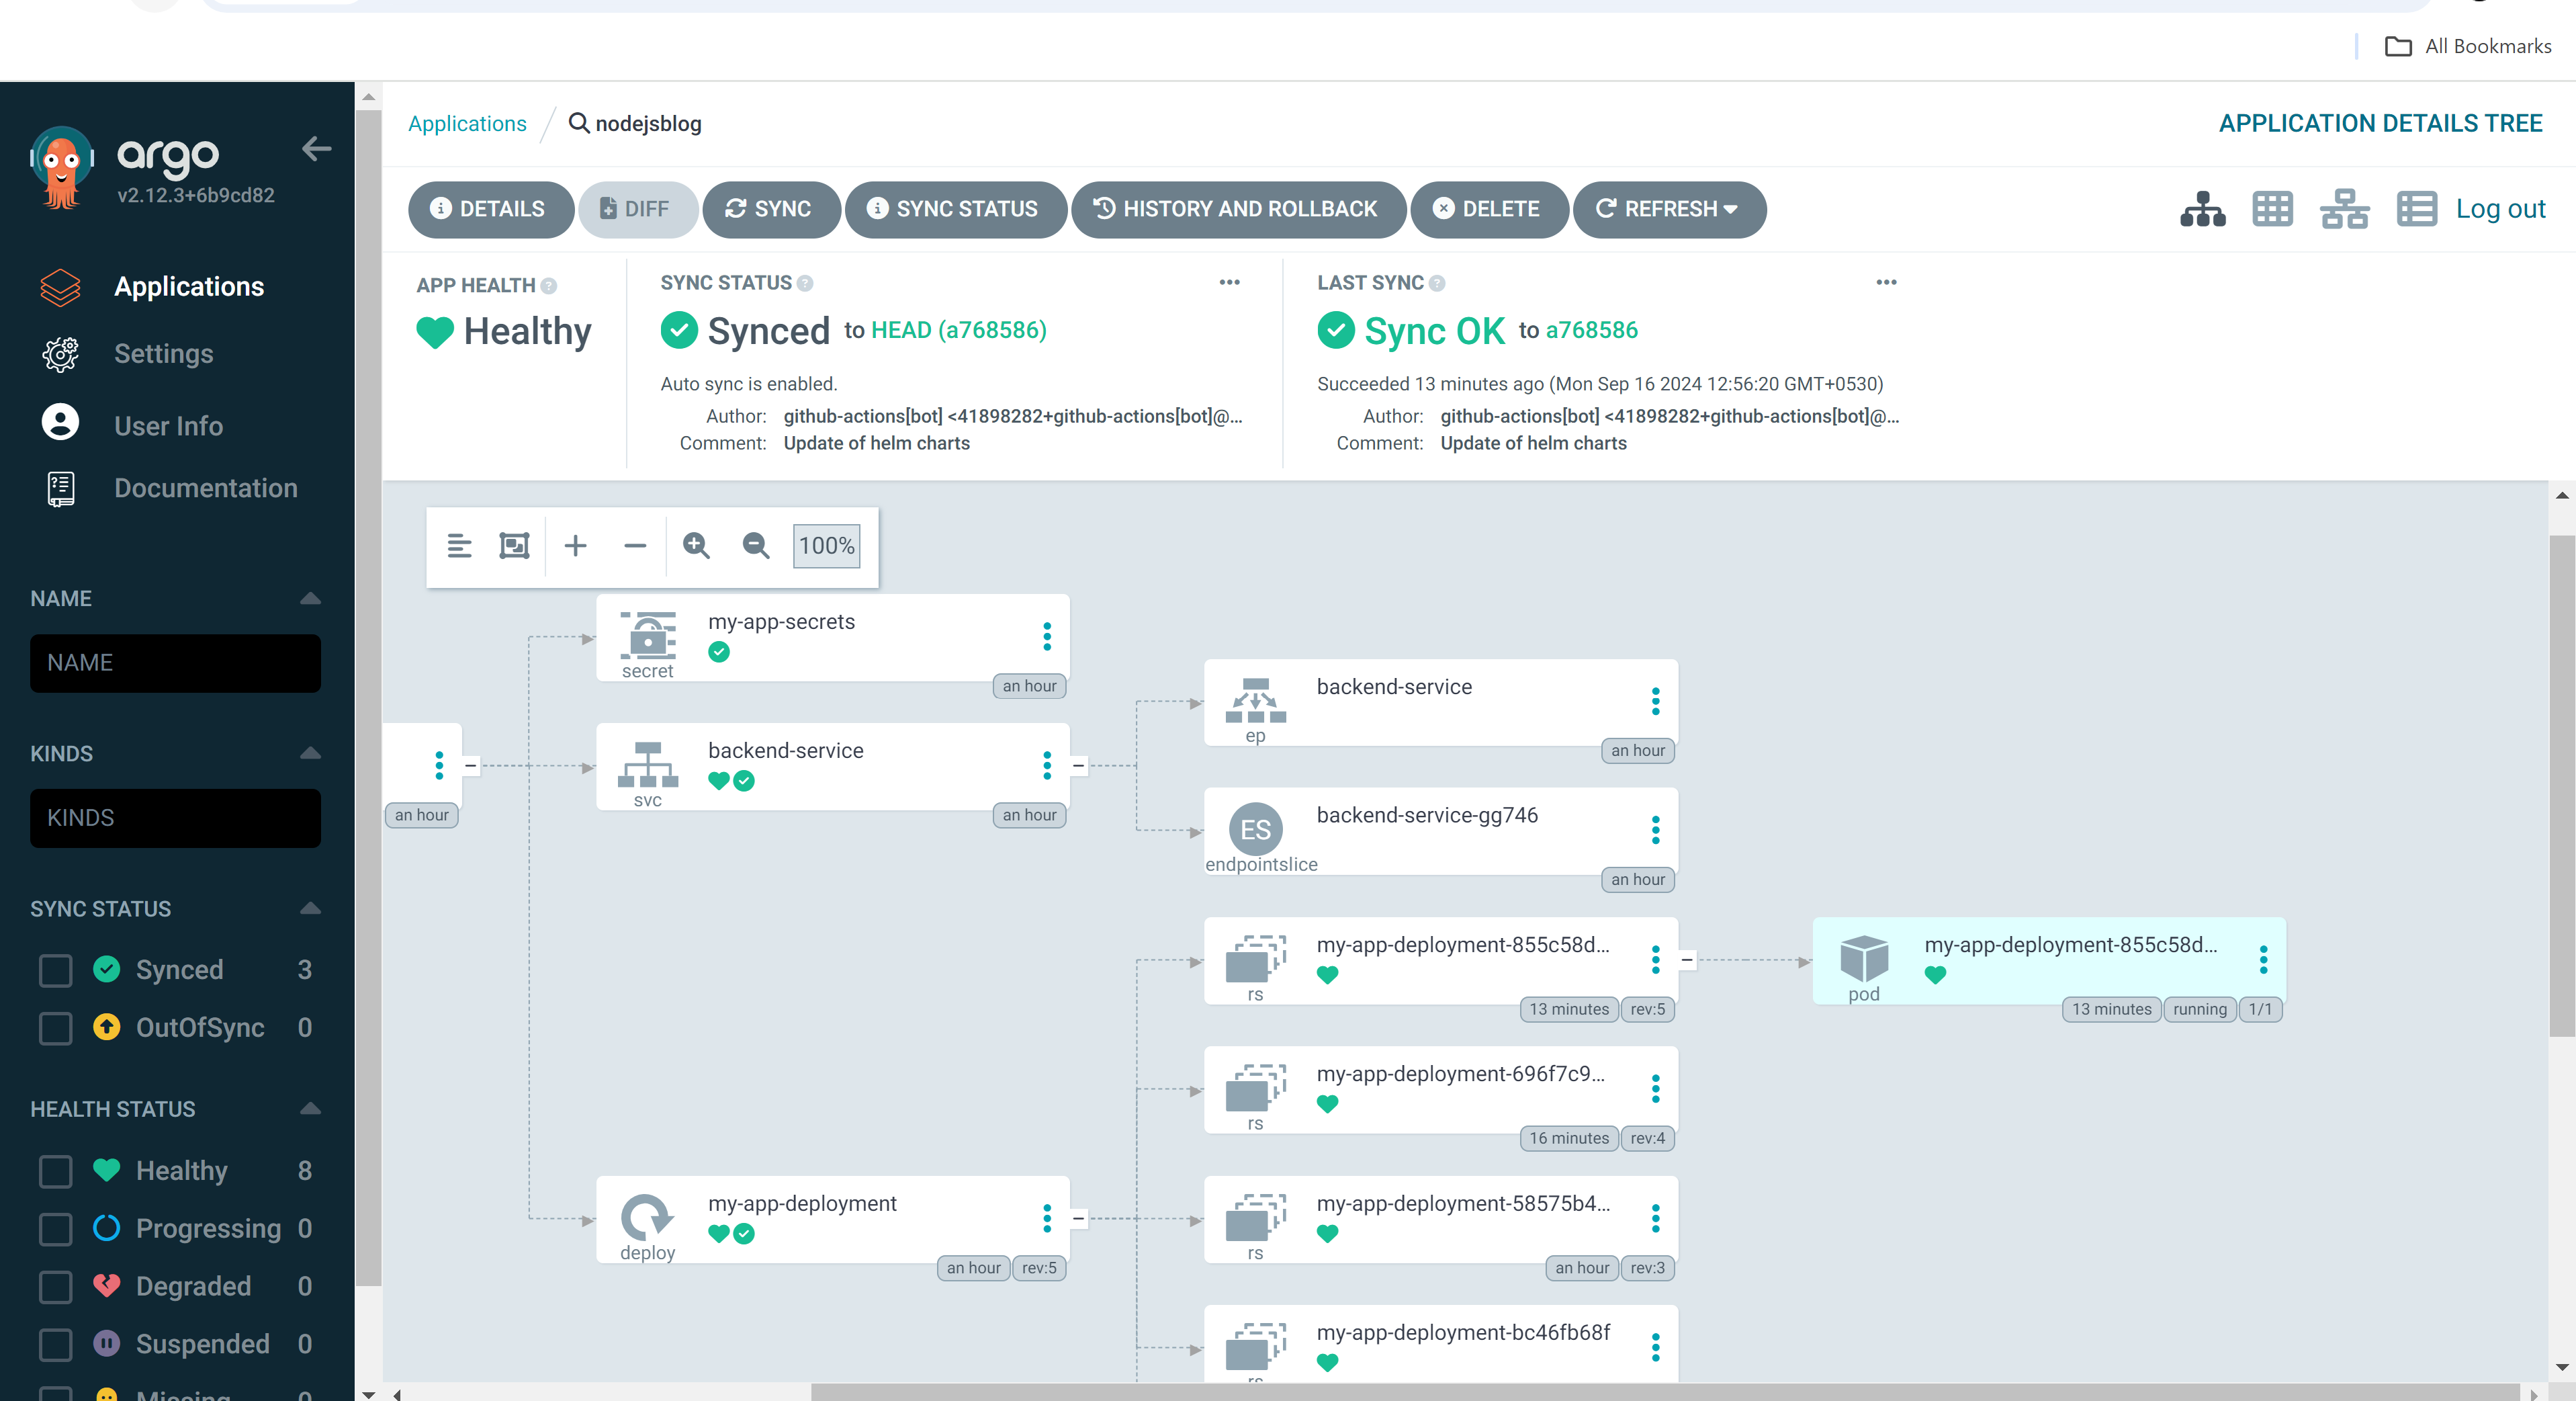 All Bookmarks
argo
v2.12.3+6b9cd82
Applications
Settings
User Info
Documentation
NAME
NAME
KINDS
KINDS
SYNC STATUS
Synced 3
OutOfSync 0
HEALTH STATUS
Healthy 8
Progressing 0
Degraded 0
Suspended 0
Missing 0
Applications / nodejsblog
APPLICATION DETAILS TREE
DETAILS DIFF SYNC SYNC STATUS HISTORY AND ROLLBACK DELETE REFRESH
Log out
APP HEALTH
Healthy
SYNC STATUS
Synced to HEAD (a768586)
Auto sync is enabled.
Author: github-actions[bot] <41898282+github-actions[bot]@...
Comment: Update of helm charts
LAST SYNC
Sync OK to a768586
Succeeded 13 minutes ago (Mon Sep 16 2024 12:56:20 GMT+0530)
Author: github-actions[bot] <41898282+github-actions[bot]@...
Comment: Update of helm charts
100%
an hour
my-app-secrets
secret
an hour
backend-service
svc
an hour
backend-service
ep
an hour
ES
backend-service-gg746
endpointslice
an hour
my-app-deployment
deploy
an hour rev:5
my-app-deployment-855c58d...
rs
13 minutes rev:5
my-app-deployment-855c58d...
pod
13 minutes running 1/1
my-app-deployment-696f7c9...
rs
16 minutes rev:4
my-app-deployment-58575b4...
rs
an hour rev:3
my-app-deployment-bc46fb68f
rs